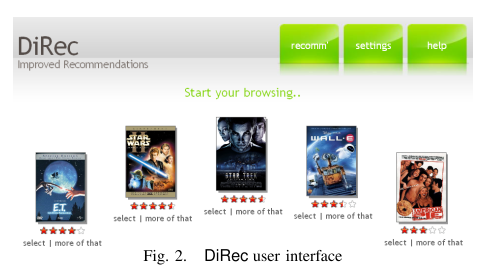 DiRec
Improved Recommendations
recomm'
settings
help
Start your browsing..
E.T.
STAR WARS
II
STAR TREK
WALL·E
select | more of that
select | more of that
select | more of that
select | more of that
select | more of that
Fig. 2. DiRec user interface